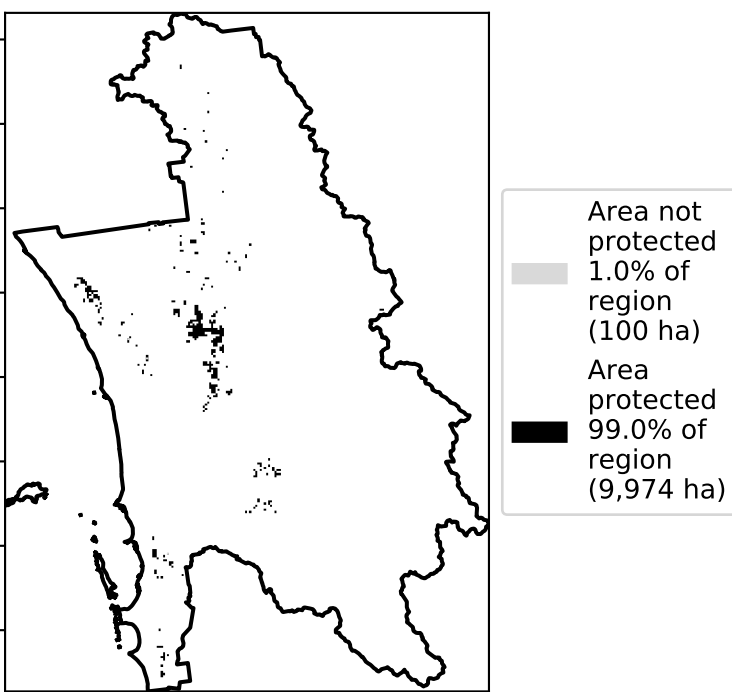 Area not
protected
1.0% of
region
(100 ha)
Area
protected
99.0% of
region
(9,974 ha)